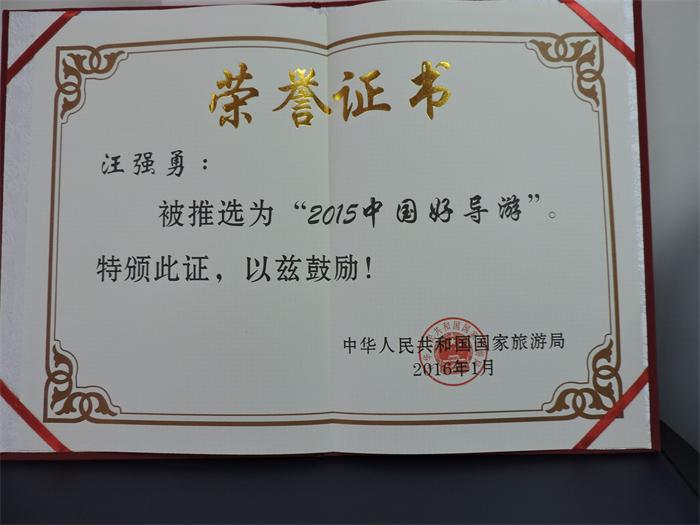 荣誉证书
汪强勇：
被推选为“2015中国好导游”。
特颁此证，以兹鼓励！
中华人民共和国国家旅游局
2016年1月